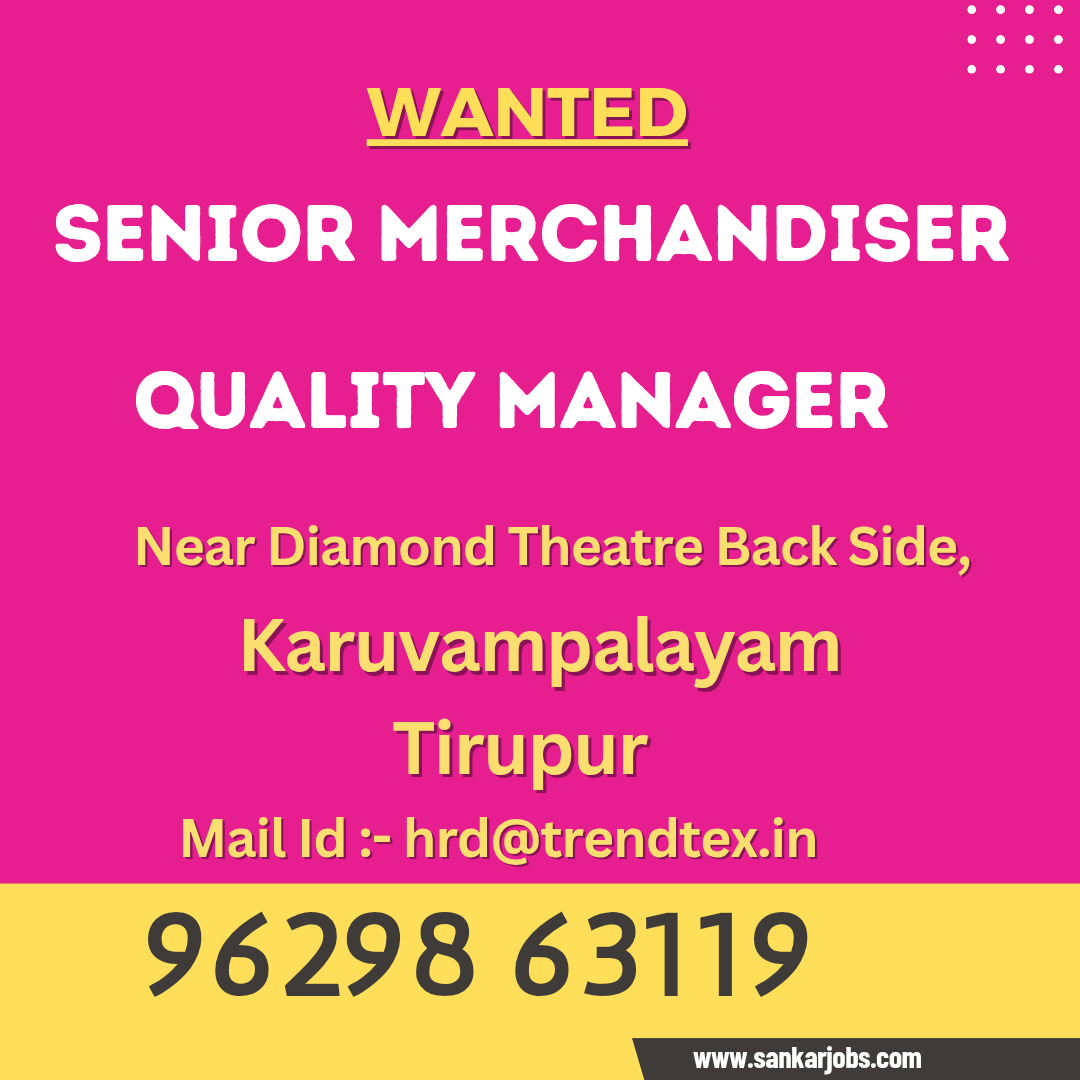 WANTED
SENIOR MERCHANDISER
QUALITY MANAGER
Near Diamond Theatre Back Side,
Karuvampalayam
Tirupur
Mail Id :- hrd@trendtex.in
96298 63119
www.sankarjobs.com